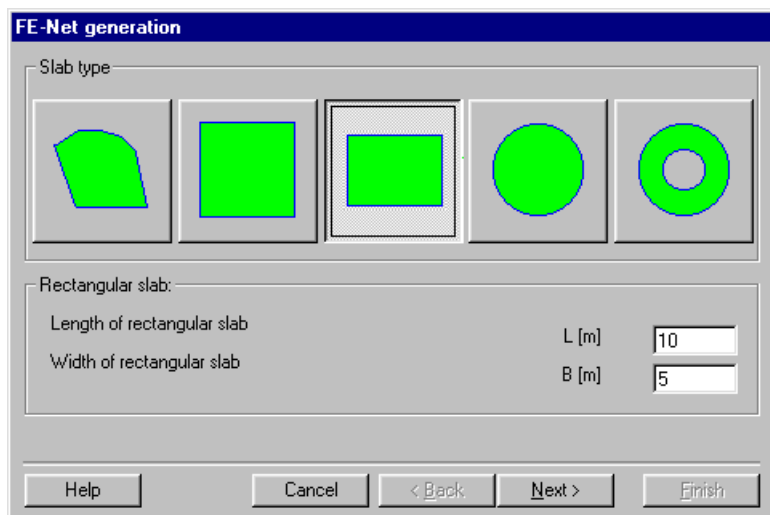 FE-Net generation
Slab type
Rectangular slab:
Length of rectangular slab
L [m]
10
Width of rectangular slab
B [m]
5
Help
Cancel
< Back
Next >
Finish